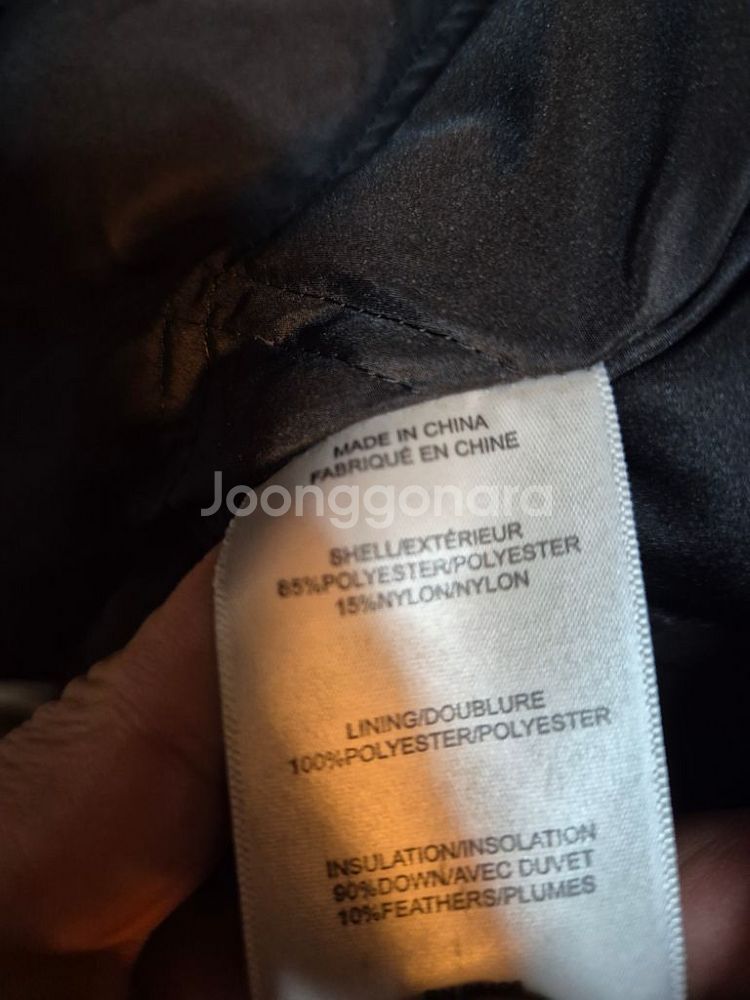 MADE IN CHINA
FABRIQUÉ EN CHINE
Joonggonara
SHELL/EXTÉRIEUR
85%POLYESTER/POLYESTER
15%NYLON/NYLON
LINING/DOUBLURE
100%POLYESTER/POLYESTER
INSULATION/INSOLATION
90%DOWN/AVEC DUVET
10%FEATHERS/PLUMES